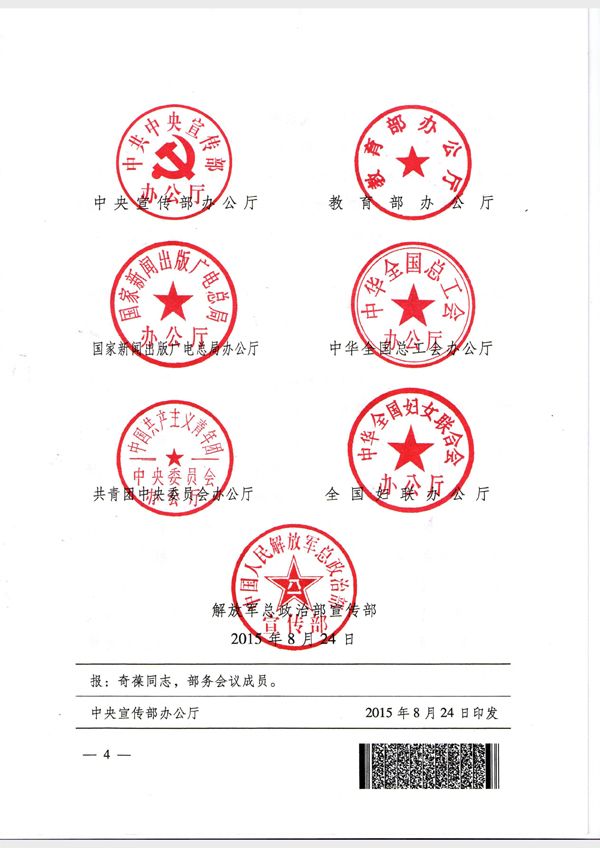 中共中央宣传部
办公厅
中央宣传部办公厅
教育部办公厅
教育部办公厅
国家新闻出版广电总局
办公厅
国家新闻出版广电总局办公厅
中华全国总工会
办公厅
中华全国总工会办公厅
中国共产主义青年团
中央委员会
办公厅
共青团中央委员会办公厅
中华全国妇女联合会
办公厅
全国妇联办公厅
中国人民解放军总政治部
八一
宣传部
解放军总政治部宣传部
2015年8月24日
报：奇葆同志，部务会议成员。
中央宣传部办公厅 2015年8月24日印发
— 4 —